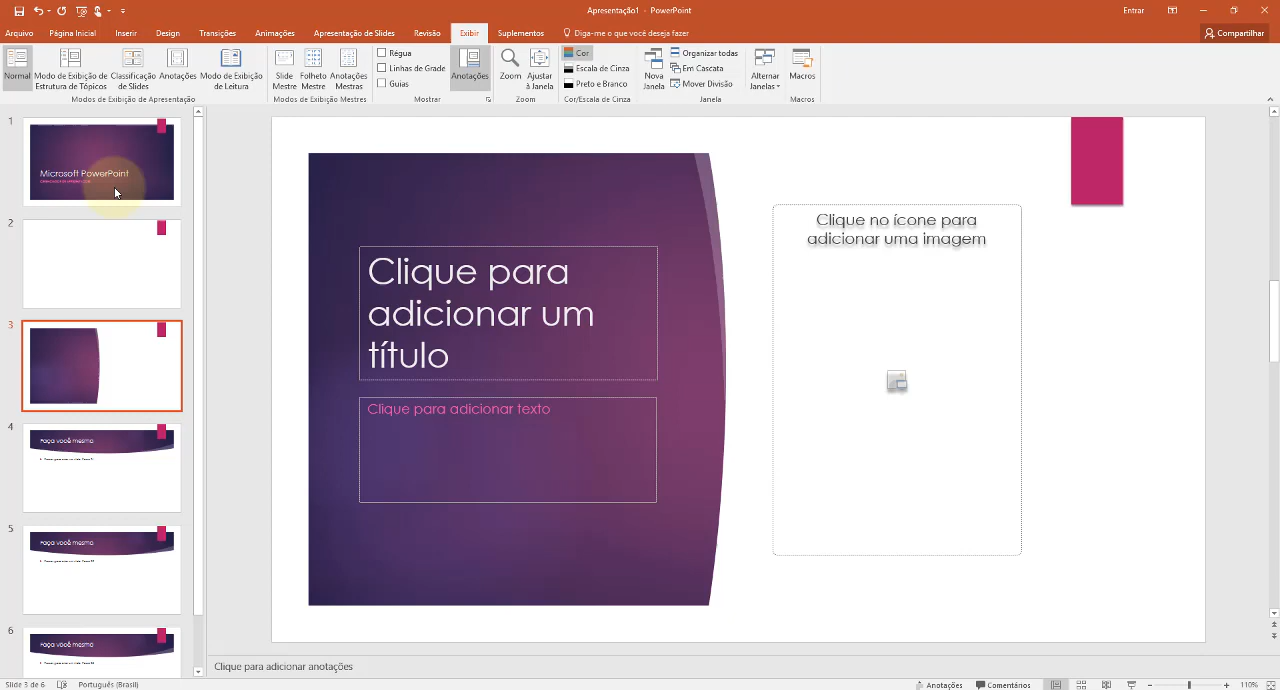 Apresentação1 - PowerPoint
Entrar
Arquivo
Página Inicial
Inserir
Design
Transições
Animações
Apresentação de Slides
Revisão
Exibir
Suplementos
Diga-me o que você deseja fazer
Compartilhar
Normal
Modo de Exibição de
Estrutura de Tópicos
Classificação
de Slides
Anotações
Modo de Exibição
de Leitura
Modos de Exibição de Apresentação
Slide
Mestre
Folheto
Mestre
Anotações
Mestras
Modos de Exibição Mestres
Régua
Linhas de Grade
Guias
Mostrar
Anotações
Zoom
Ajustar
à Janela
Zoom
Cor
Escala de Cinza
Preto e Branco
Cor/Escala de Cinza
Nova
Janela
Organizar todas
Em Cascata
Mover Divisão
Janela
Alternar
Janelas
Macros
Macros
1
Microsoft PowerPoint
2
3
4
Faça você mesmo
5
Faça você mesmo
6
Faça você mesmo
Clique para
adicionar um
título
Clique para adicionar texto
Clique no ícone para
adicionar uma imagem
Clique para adicionar anotações
Slide 3 de 6
Português (Brasil)
Anotações
Comentários
110%